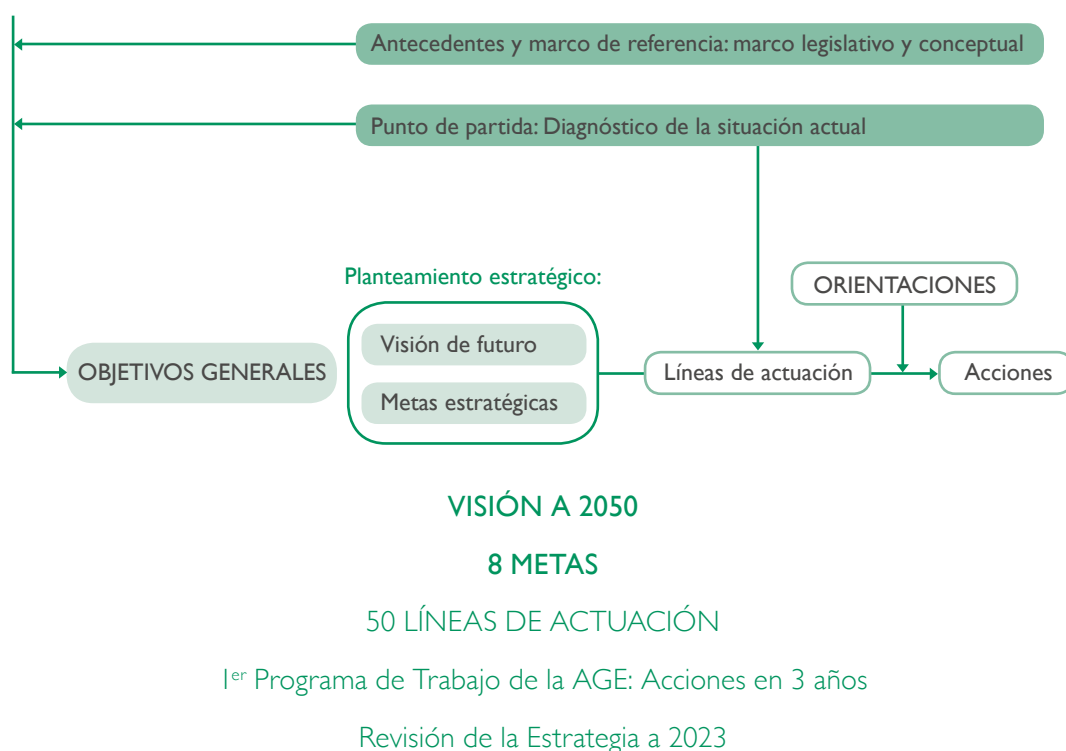 Antecedentes y marco de referencia: marco legislativo y conceptual
Punto de partida: Diagnóstico de la situación actual
Planteamiento estratégico:
ORIENTACIONES
Visión de futuro
OBJETIVOS GENERALES
Líneas de actuación
Acciones
Metas estratégicas
VISIÓN A 2050
8 METAS
50 LÍNEAS DE ACTUACIÓN
1er Programa de Trabajo de la AGE: Acciones en 3 años
Revisión de la Estrategia a 2023